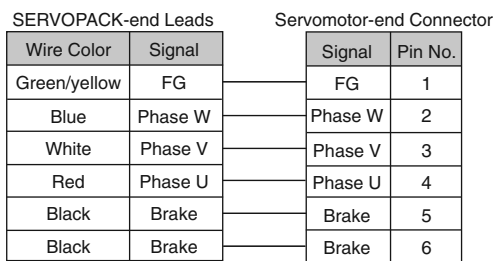 SERVOPACK-end Leads Servomotor-end Connector
Wire Color Signal Signal Pin No.
Green/yellow FG FG 1
Blue Phase W Phase W 2
White Phase V Phase V 3
Red Phase U Phase U 4
Black Brake Brake 5
Black Brake Brake 6